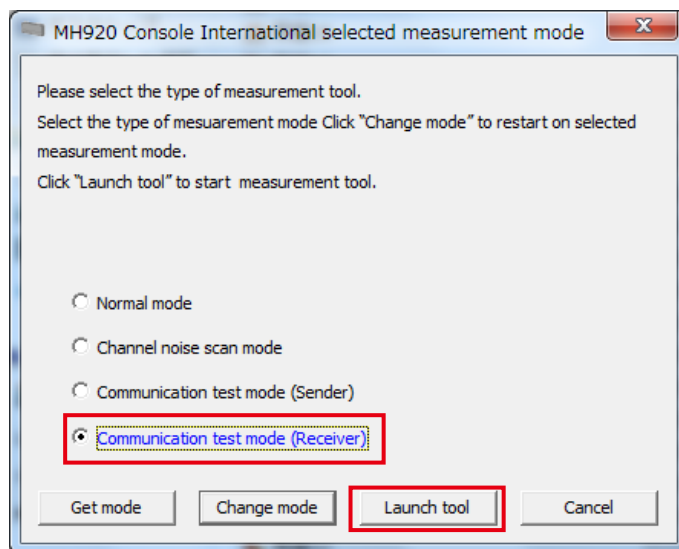 MH920 Console International selected measurement mode
Please select the type of measurement tool.
Select the type of mesuarement mode Click “Change mode” to restart on selected
measurement mode.
Click “Launch tool” to start measurement tool.
Normal mode
Channel noise scan mode
Communication test mode (Sender)
Communication test mode (Receiver)
Get mode Change mode Launch tool Cancel